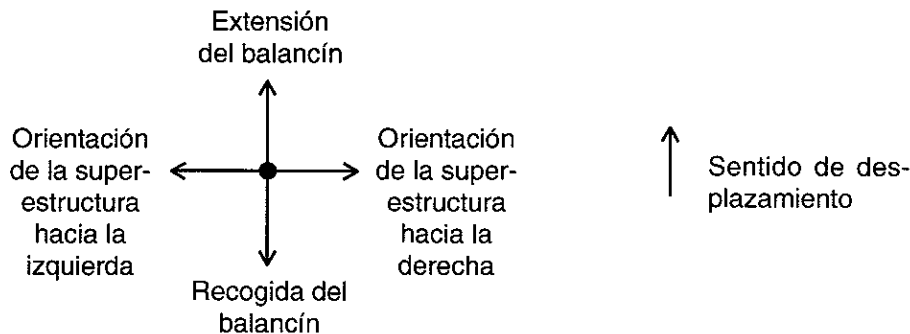 Extensión
del balancín
Orientación
de la super-
estructura
hacia la
izquierda
Orientación
de la super-
estructura
hacia la
derecha
Recogida del
balancín
Sentido de des-
plazamiento